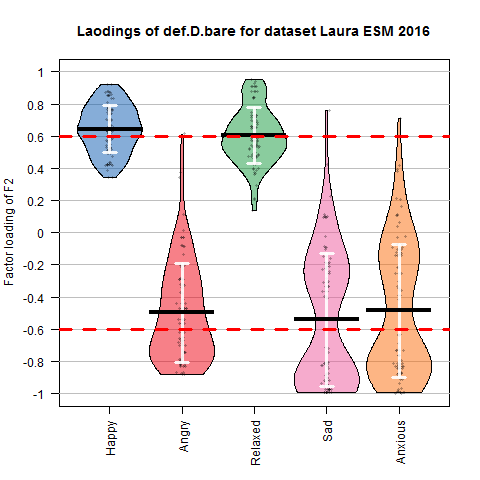 Laodings of def.D.bare for dataset Laura ESM 2016
Factor loading of F2
1
0.8
0.6
0.4
0.2
0
-0.2
-0.4
-0.6
-0.8
-1
Happy
Angry
Relaxed
Sad
Anxious